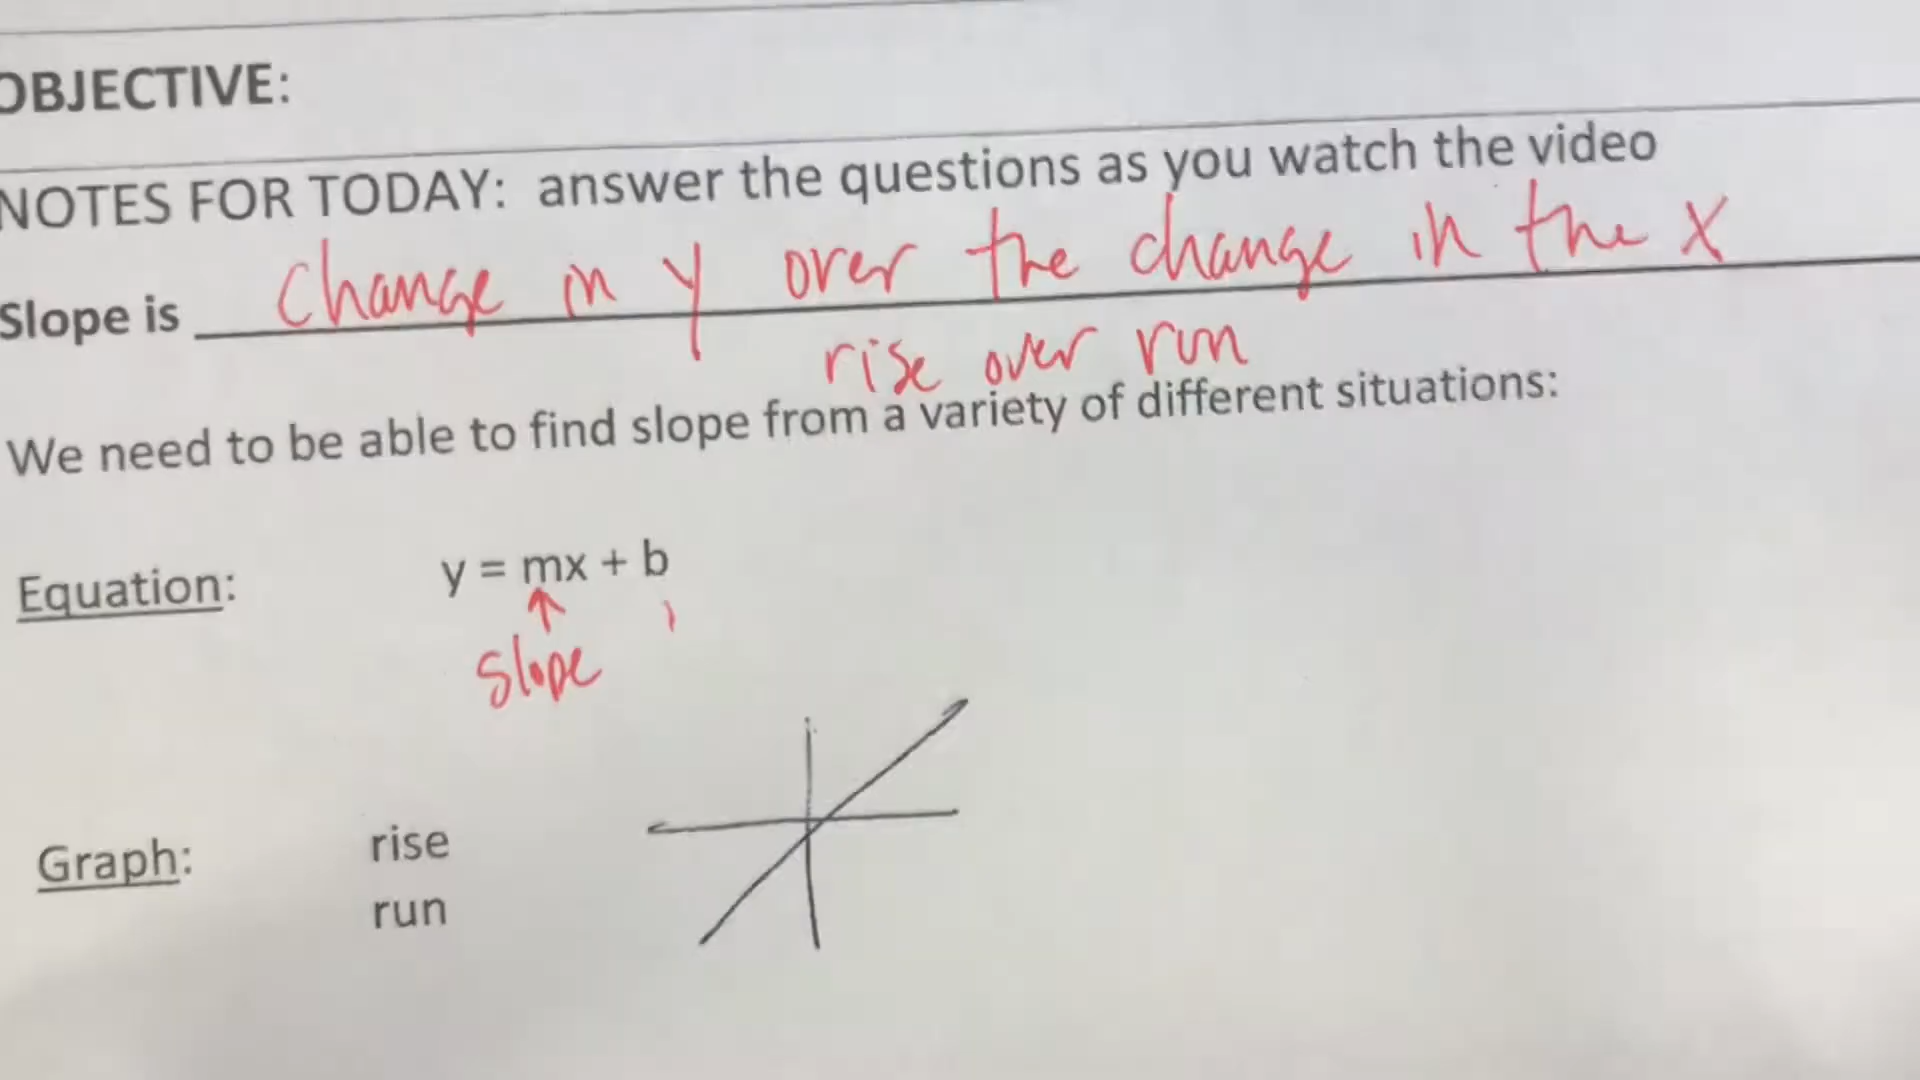 OBJECTIVE:
NOTES FOR TODAY: answer the questions as you watch the video
Slope is change in y over the change in the x
rise over run
We need to be able to find slope from a variety of different situations:
Equation: y = mx + b
slope
Graph: rise
run